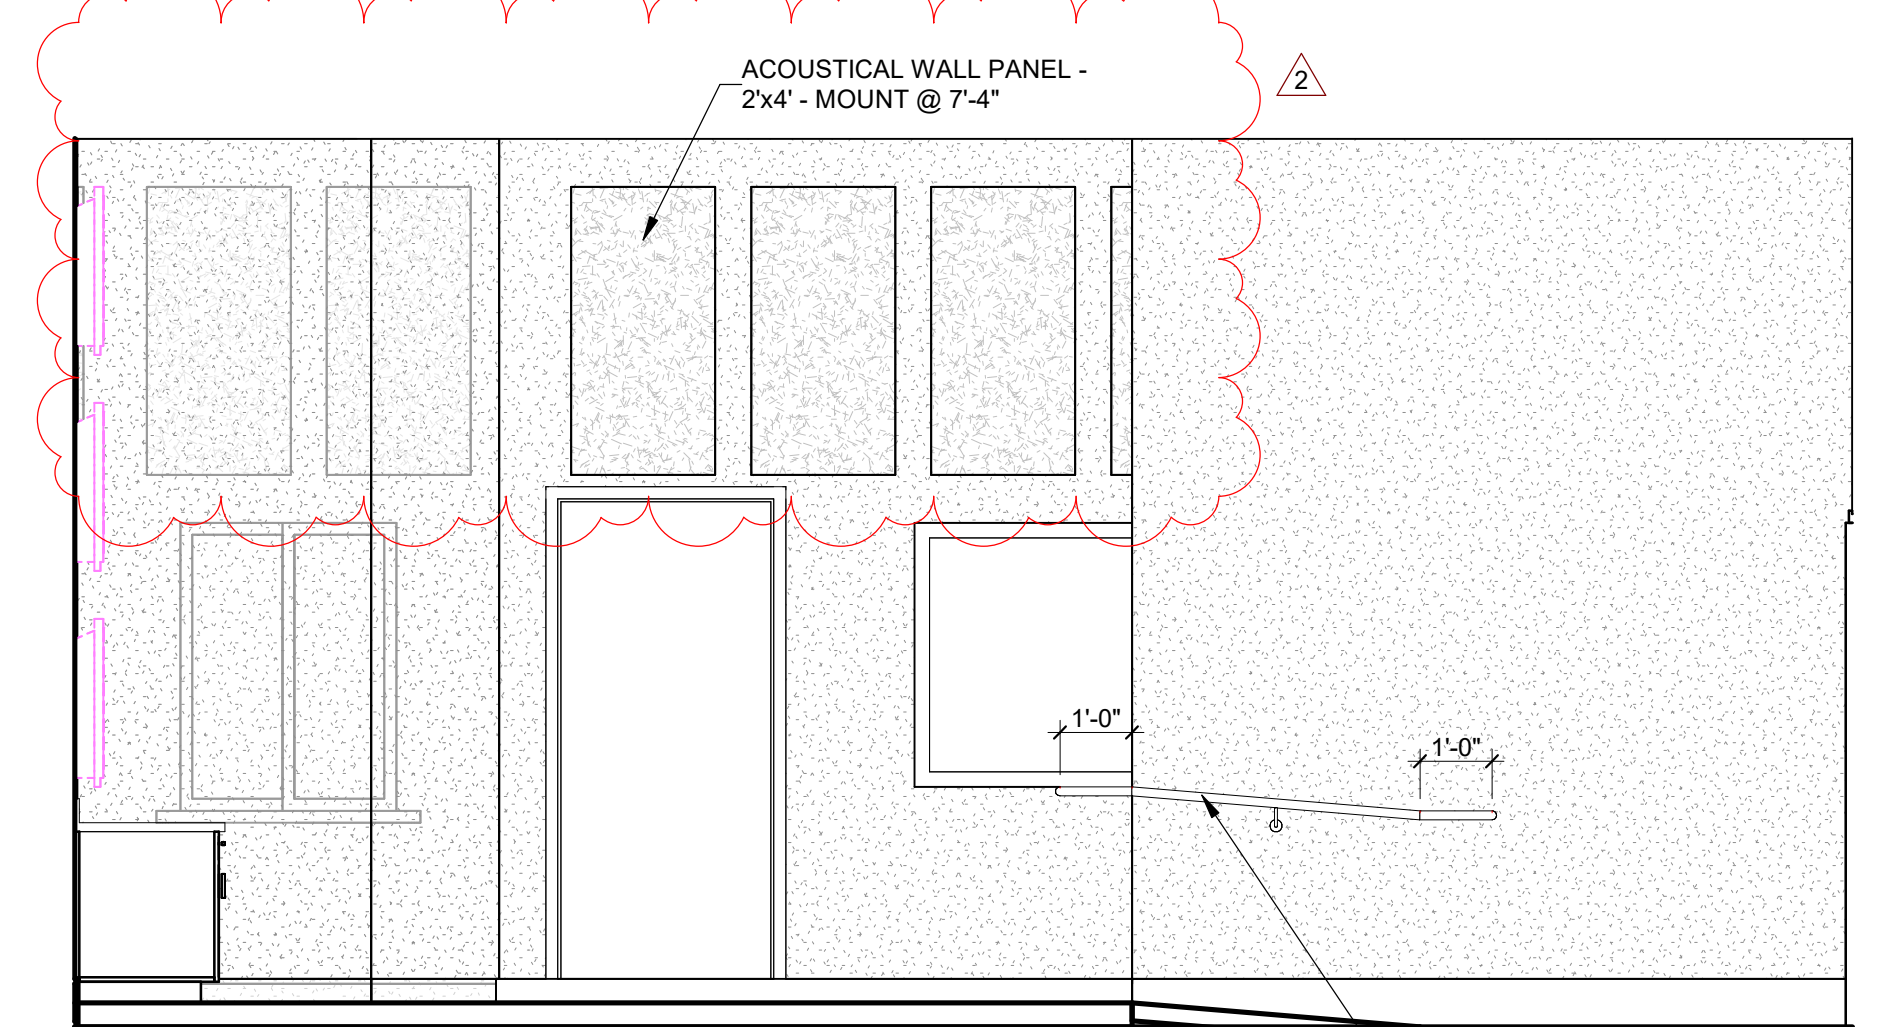 ACOUSTICAL WALL PANEL -
2'x4' - MOUNT @ 7'-4"
2
1'-0"
1'-0"